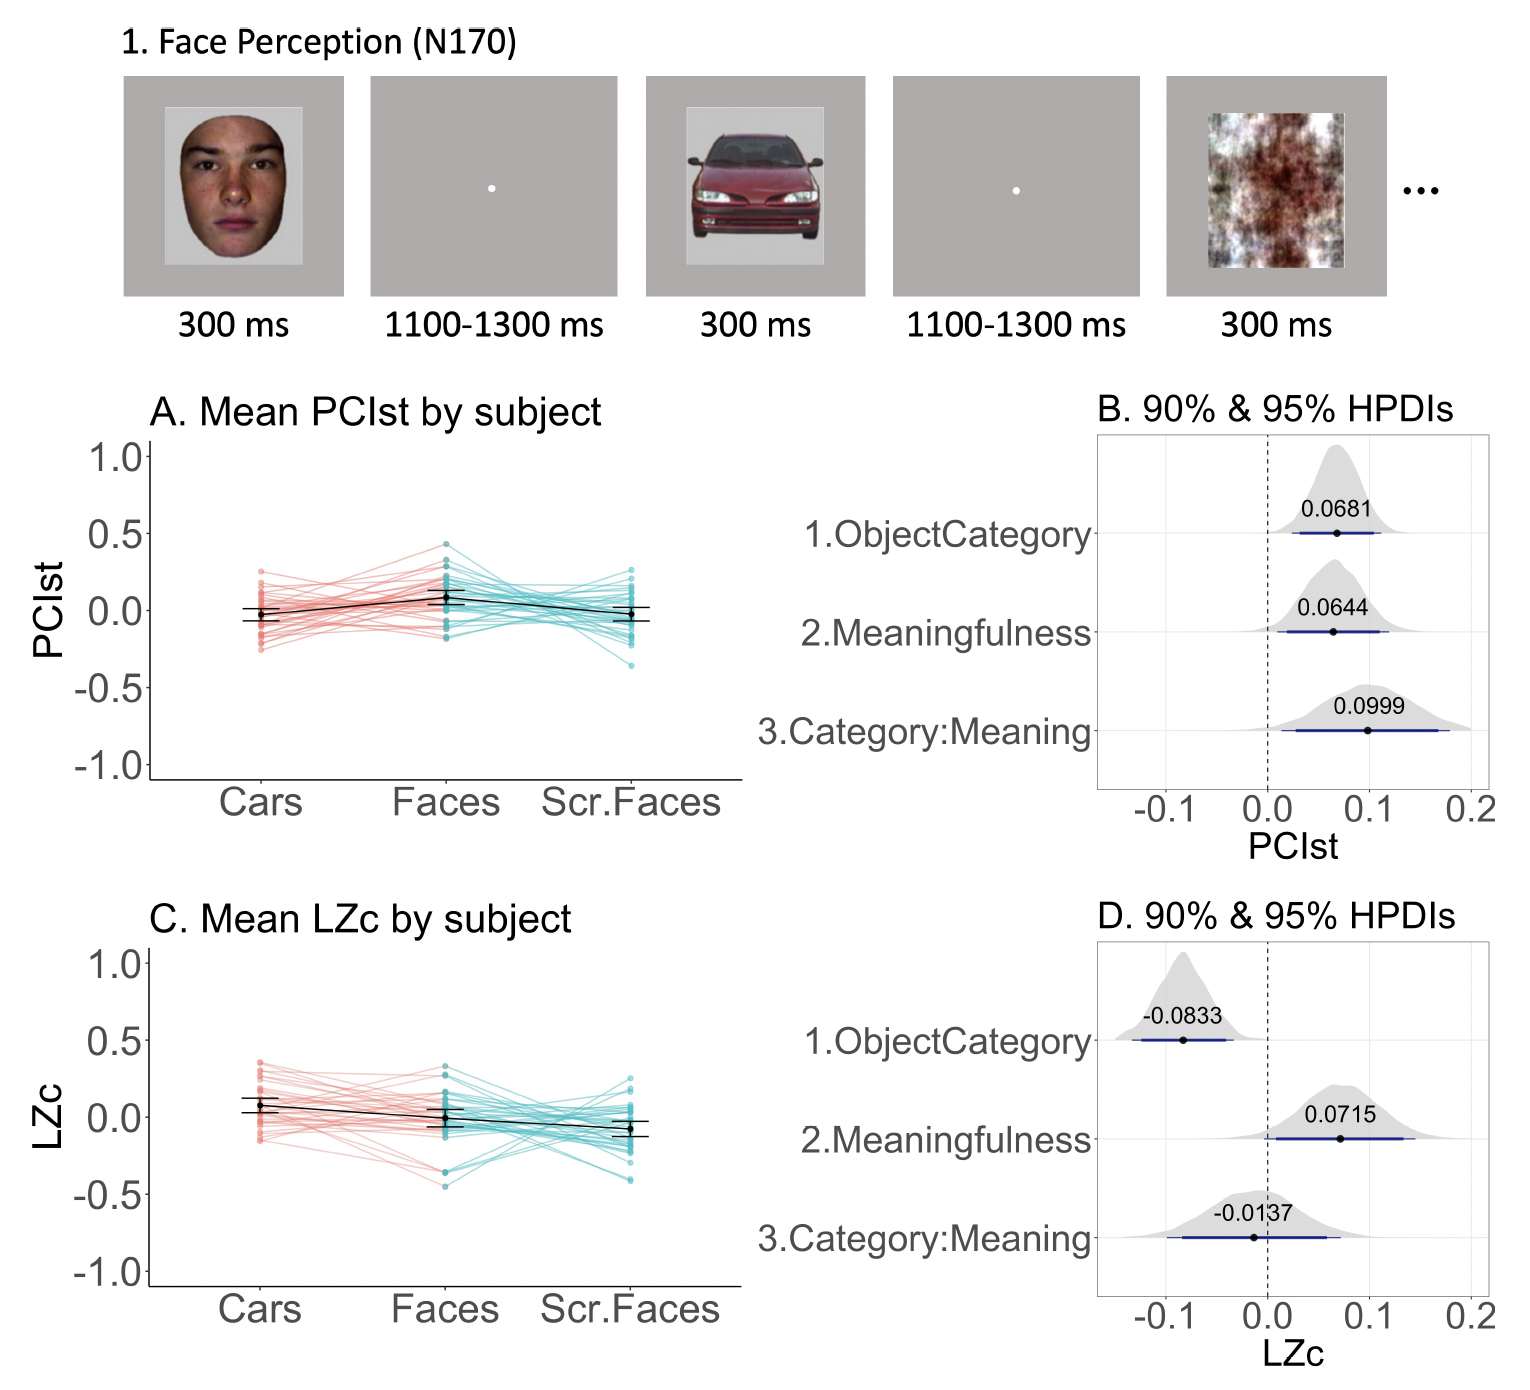 1. Face Perception (N170)
300 ms
1100-1300 ms
300 ms
1100-1300 ms
300 ms
...
A. Mean PCIst by subject
PCIst
1.0
0.5
0.0
-0.5
-1.0
Cars
Faces
Scr.Faces
B. 90% & 95% HPDIs
1.ObjectCategory
0.0681
2.Meaningfulness
0.0644
3.Category:Meaning
0.0999
-0.1
0.0
0.1
0.2
PCIst
C. Mean LZc by subject
LZc
1.0
0.5
0.0
-0.5
-1.0
Cars
Faces
Scr.Faces
D. 90% & 95% HPDIs
1.ObjectCategory
-0.0833
2.Meaningfulness
0.0715
3.Category:Meaning
-0.0137
-0.1
0.0
0.1
0.2
LZc